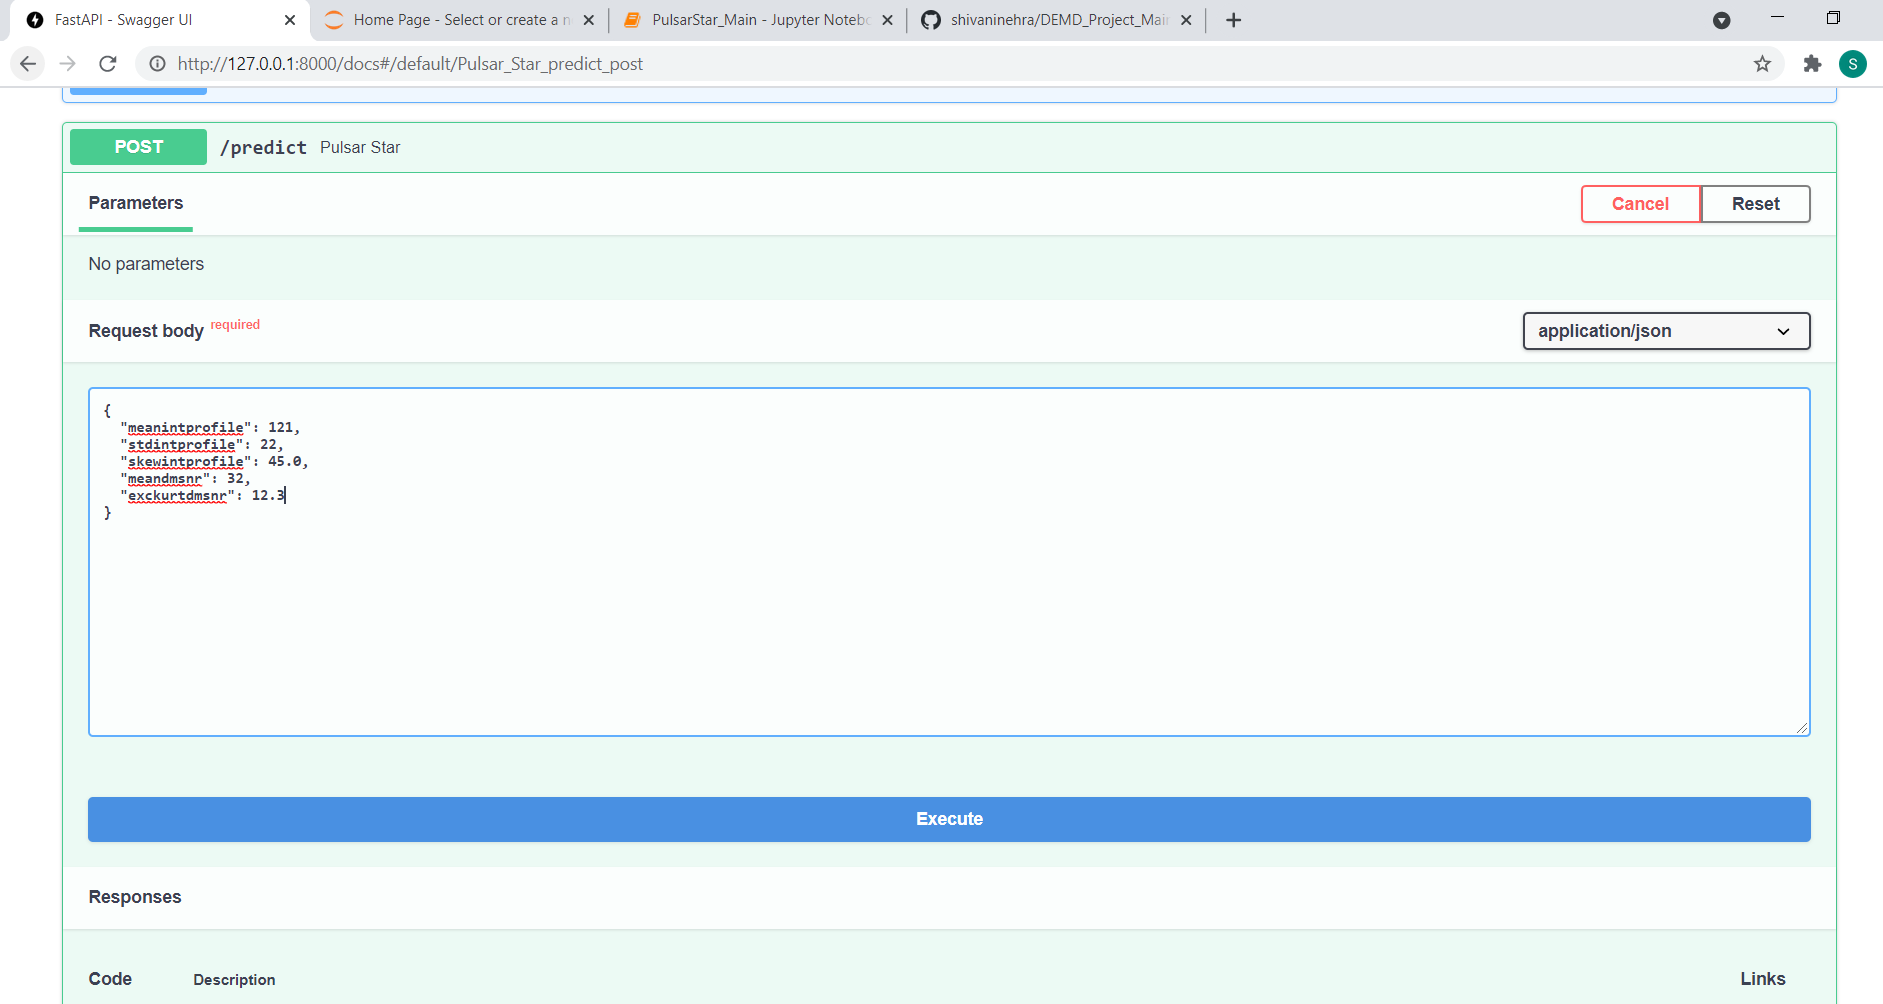 FastAPI - Swagger UI
Home Page - Select or create a n
PulsarStar_Main - Jupyter Notebo
shivaninehra/DEMD_Project_Main
http://127.0.0.1:8000/docs#/default/Pulsar_Star_predict_post
S
POST /predict Pulsar Star
Parameters
Cancel
Reset
No parameters
Request body required
application/json
{
"meanintprofile": 121,
"stdintprofile": 22,
"skewintprofile": 45.0,
"meandmsnr": 32,
"exckurtdmsnr": 12.3
}
Execute
Responses
Code Description Links